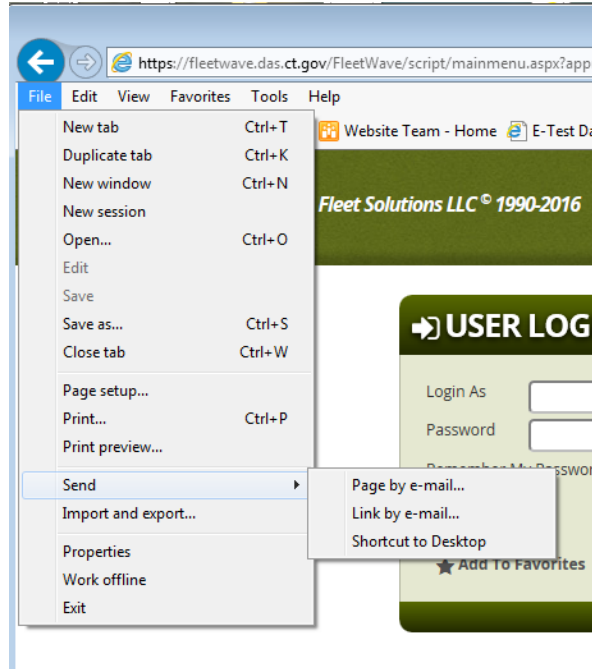 https://fleetwave.das.ct.gov/FleetWave/script/mainmenu.aspx?app
File Edit View Favorites Tools Help
Website Team - Home E-Test Da
New tab Ctrl+T
Duplicate tab Ctrl+K
New window Ctrl+N
New session
Open... Ctrl+O
Edit
Save
Save as... Ctrl+S
Close tab Ctrl+W
Page setup...
Print... Ctrl+P
Print preview...
Send
Import and export...
Properties
Work offline
Exit
Page by e-mail...
Link by e-mail...
Shortcut to Desktop
Fleet Solutions LLC © 1990-2016
USER LOG
Login As
Password
Add To Favorites